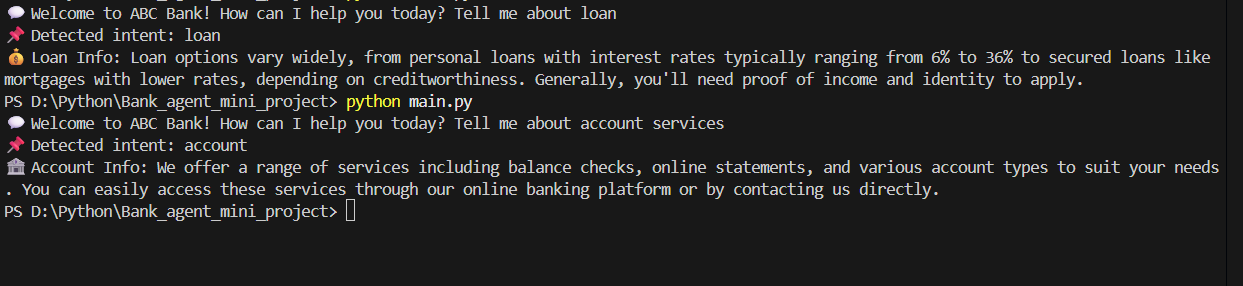 💬 Welcome to ABC Bank! How can I help you today? Tell me about loan
📌 Detected intent: loan
💰 Loan Info: Loan options vary widely, from personal loans with interest rates typically ranging from 6% to 36% to secured loans like
mortgages with lower rates, depending on creditworthiness. Generally, you'll need proof of income and identity to apply.
PS D:\Python\Bank_agent_mini_project> python main.py
💬 Welcome to ABC Bank! How can I help you today? Tell me about account services
📌 Detected intent: account
🏦 Account Info: We offer a range of services including balance checks, online statements, and various account types to suit your needs
. You can easily access these services through our online banking platform or by contacting us directly.
PS D:\Python\Bank_agent_mini_project>